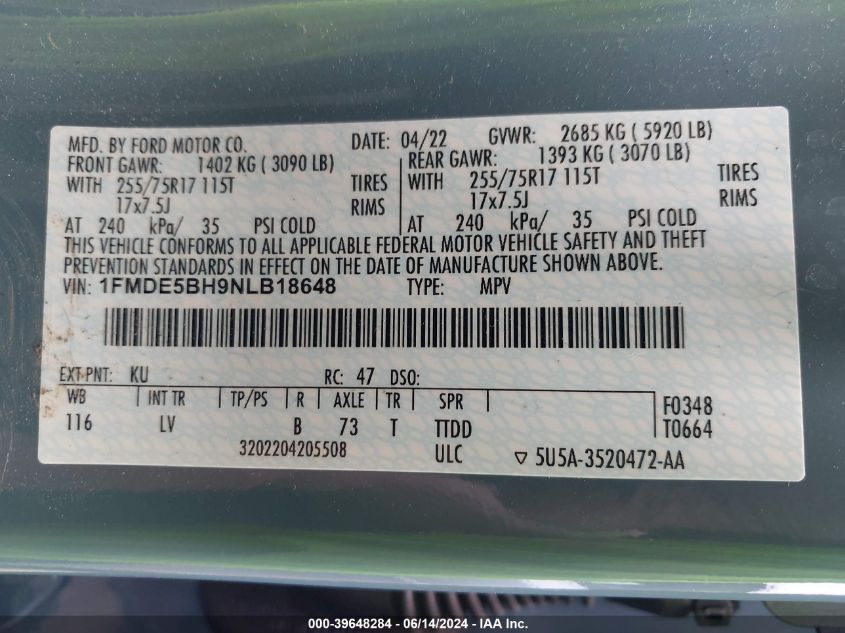 MFD. BY FORD MOTOR CO. DATE: 04/22 GVWR: 2685 KG ( 5920 LB)
FRONT GAWR: 1402 KG ( 3090 LB) REAR GAWR: 1393 KG ( 3070 LB)
WITH 255/75R17 115T TIRES WITH 255/75R17 115T TIRES
17x7.5J RIMS 17x7.5J RIMS
AT 240 kPa/ 35 PSI COLD AT 240 kPa/ 35 PSI COLD
THIS VEHICLE CONFORMS TO ALL APPLICABLE FEDERAL MOTOR VEHICLE SAFETY AND THEFT
PREVENTION STANDARDS IN EFFECT ON THE DATE OF MANUFACTURE SHOWN ABOVE.
VIN: 1FMDE5BH9NLB18648 TYPE: MPV
EXT PNT: KU RC: 47 DSO:
WB INT TR TP/PS R AXLE TR SPR F0348
116 LV B 73 T TTDD T0664
3202204205508 ULC ▽ 5U5A-3520472-AA
000-39648284 - 06/14/2024 - IAA, Inc.